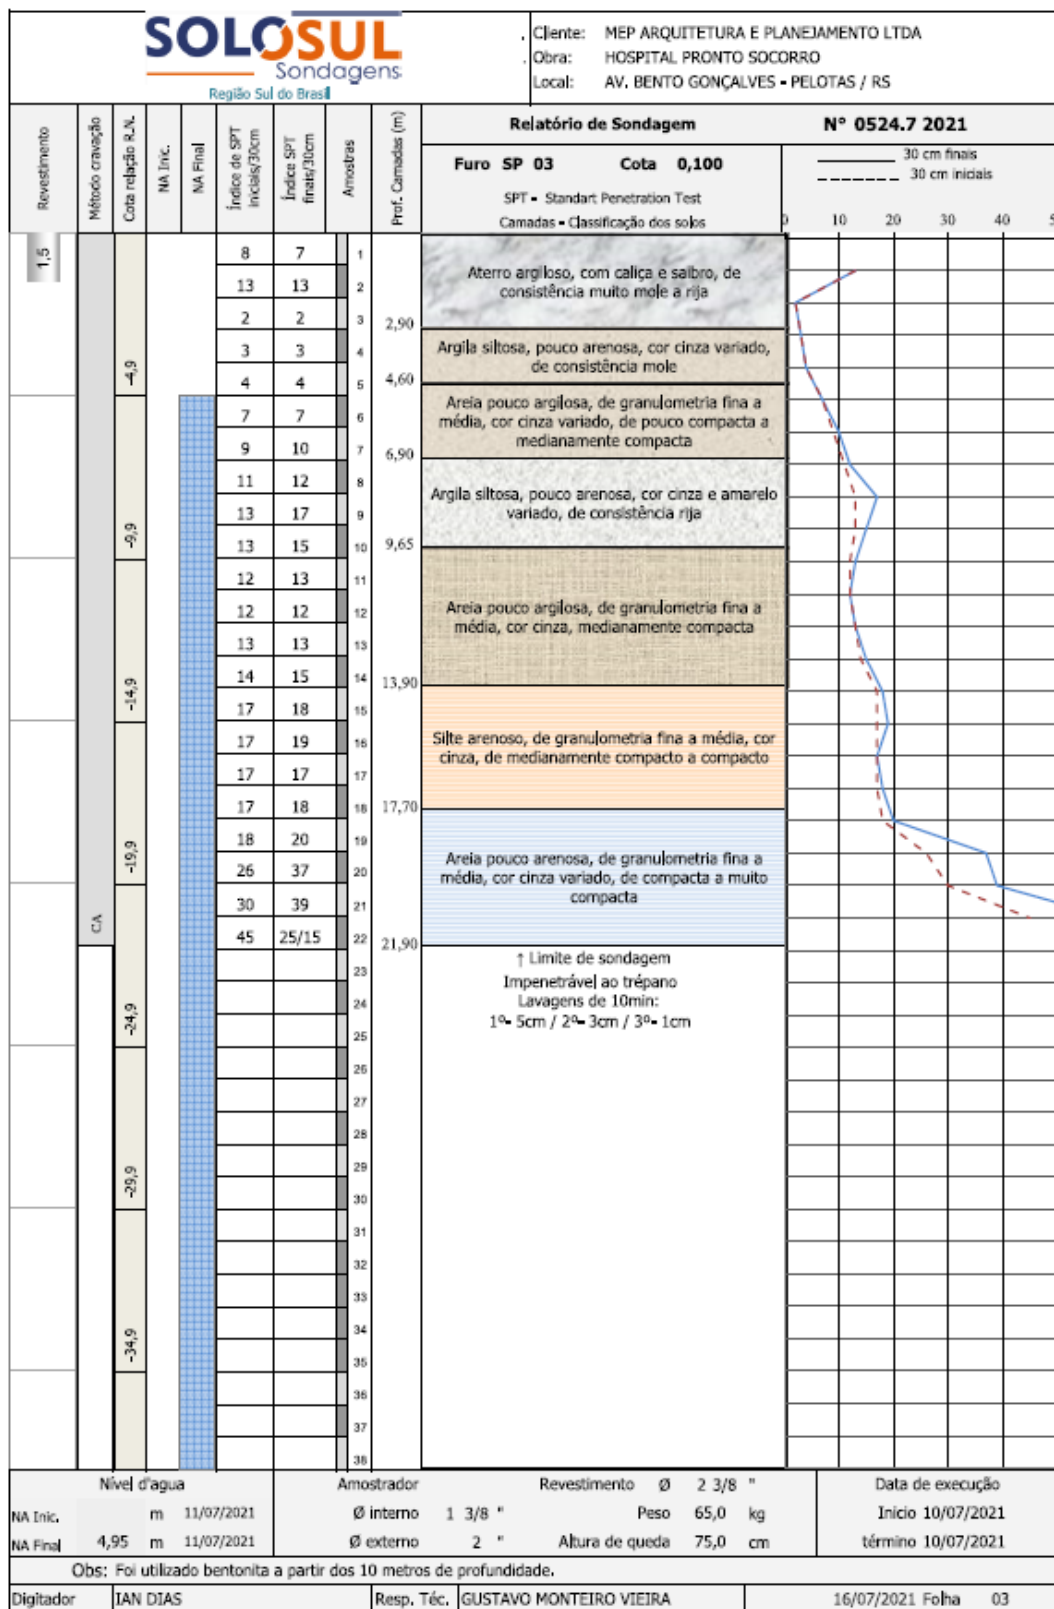 SOLOSUL
Sondagens
Região Sul do Brasil
Cliente: MEP ARQUITETURA E PLANEJAMENTO LTDA
Obra: HOSPITAL PRONTO SOCORRO
Local: AV. BENTO GONÇALVES - PELOTAS / RS
Revestimento
Método cravação
Cota relação R.N.
NA Inic.
NA Final
Índice de SPT iniciais/30cm
Índice SPT finais/30cm
Amostras
Prof. Camadas (m)
Relatório de Sondagem N° 0524.7 2021
Furo SP 03 Cota 0,100
SPT - Standart Penetration Test
Camadas - Classificação dos solos
30 cm finais
30 cm iniciais
0 10 20 30 40 5
1,5
8 7 1
13 13 2
2 2 3
2,90
Aterro argiloso, com caliça e saibro, de
consistência muito mole a rija
3 3 4
-4,9
4 4 5
4,60
Argila siltosa, pouco arenosa, cor cinza variado,
de consistência mole
7 7 6
9 10 7
6,90
Areia pouco argilosa, de granulometria fina a
média, cor cinza variado, de pouco compacta a
medianamente compacta
11 12 8
13 17 9
-9,9
13 15 10
9,65
Argila siltosa, pouco arenosa, cor cinza e amarelo
variado, de consistência rija
12 13 11
12 12 12
13 13 13
14 15 14
13,90
Areia pouco argilosa, de granulometria fina a
média, cor cinza, medianamente compacta
-14,9
17 18 15
17 19 16
17 17 17
17 18 18
17,70
Silte arenoso, de granulometria fina a média, cor
cinza, de medianamente compacto a compacto
18 20 19
-19,9
26 37 20
30 39 21
CA
45 25/15 22
21,90
Areia pouco arenosa, de granulometria fina a
média, cor cinza variado, de compacta a muito
compacta
↑ Limite de sondagem
Impenetrável ao trépano
Lavagens de 10min:
1º- 5cm / 2º- 3cm / 3º- 1cm
23
24
-24,9
25
26
27
28
29
-29,9
30
31
32
33
34
-34,9
35
36
37
38
Nível d'agua
NA Inic. m 11/07/2021
NA Final 4,95 m 11/07/2021
Amostrador
Ø interno 1 3/8 "
Ø externo 2 "
Revestimento Ø 2 3/8 "
Peso 65,0 kg
Altura de queda 75,0 cm
Data de execução
Inicio 10/07/2021
término 10/07/2021
Obs: Foi utilizado bentonita a partir dos 10 metros de profundidade.
Digitador IAN DIAS Resp. Téc. GUSTAVO MONTEIRO VIEIRA 16/07/2021 Folha 03